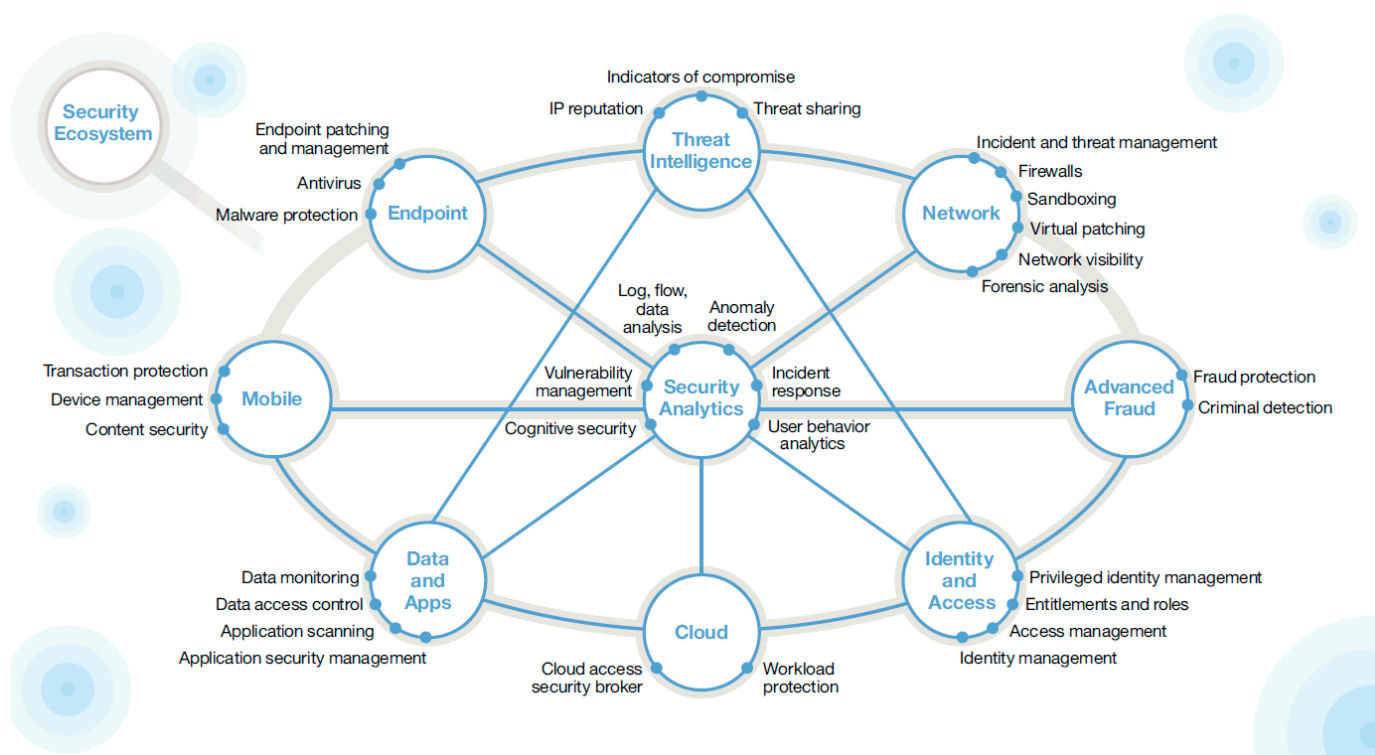 Security
Ecosystem
Indicators of compromise
IP reputation
Threat sharing
Threat
Intelligence
Endpoint patching
and management
Antivirus
Malware protection
Endpoint
Incident and threat management
Firewalls
Sandboxing
Virtual patching
Network visibility
Forensic analysis
Network
Log, flow,
data
analysis
Anomaly
detection
Vulnerability
management
Incident
response
Cognitive security
User behavior
analytics
Security
Analytics
Transaction protection
Device management
Content security
Mobile
Advanced
Fraud
Fraud protection
Criminal detection
Data
and
Apps
Data monitoring
Data access control
Application scanning
Application security management
Cloud
Cloud access
security broker
Workload
protection
Identity and
Access
Privileged identity management
Entitlements and roles
Access management
Identity management